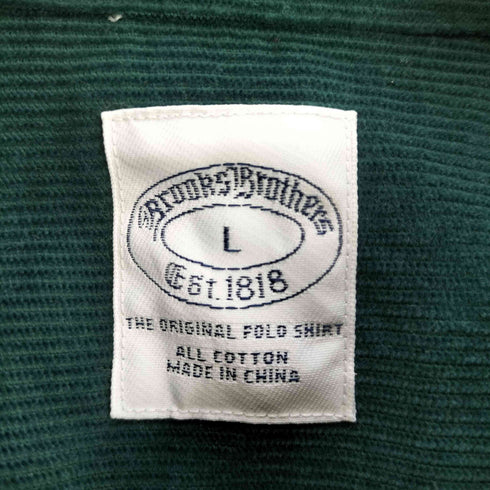 Brooks Brothers
L
Est. 1818
THE ORIGINAL POLO SHIRT
ALL COTTON
MADE IN CHINA